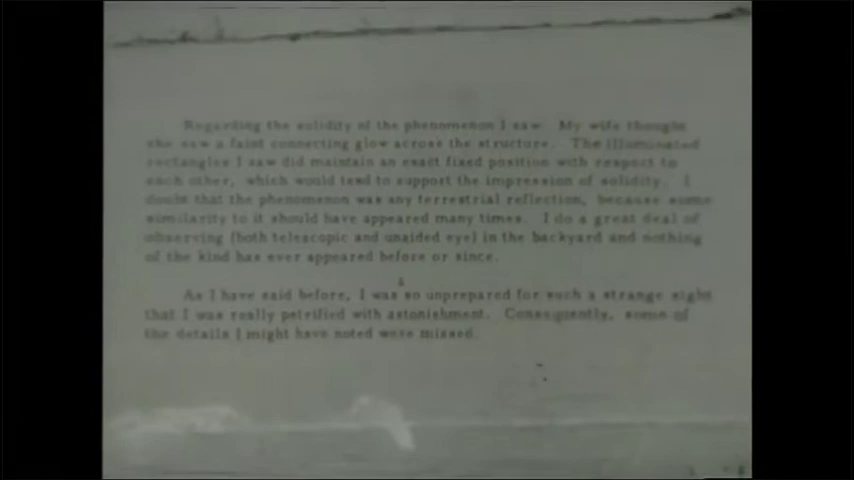 Regarding the solidity of the phenomenon I saw. My wife thought
she saw a faint connecting glow across the structure. The illuminated
rectangles I saw did maintain an exact fixed position with respect to
each other, which would tend to support the impression of solidity. I
doubt that the phenomenon was any terrestrial reflection, because some
similarity to it should have appeared many times. I do a great deal of
observing (both telescopic and unaided eye) in the backyard and nothing
of the kind has ever appeared before or since.
As I have said before, I was so unprepared for such a strange sight
that I was really petrified with astonishment. Consequently, some of
the details I might have noted were missed.